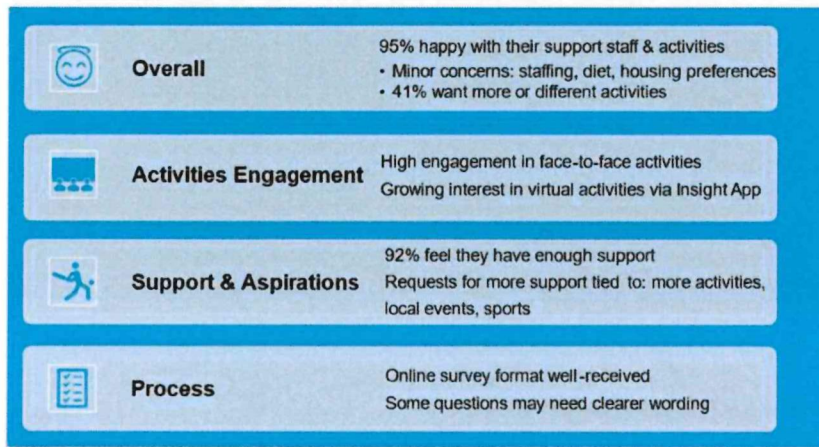 Overall
95% happy with their support staff & activities
• Minor concerns: staffing, diet, housing preferences
• 41% want more or different activities
Activities Engagement
High engagement in face-to-face activities
Growing interest in virtual activities via Insight App
Support & Aspirations
92% feel they have enough support
Requests for more support tied to: more activities,
local events, sports
Process
Online survey format well-received
Some questions may need clearer wording